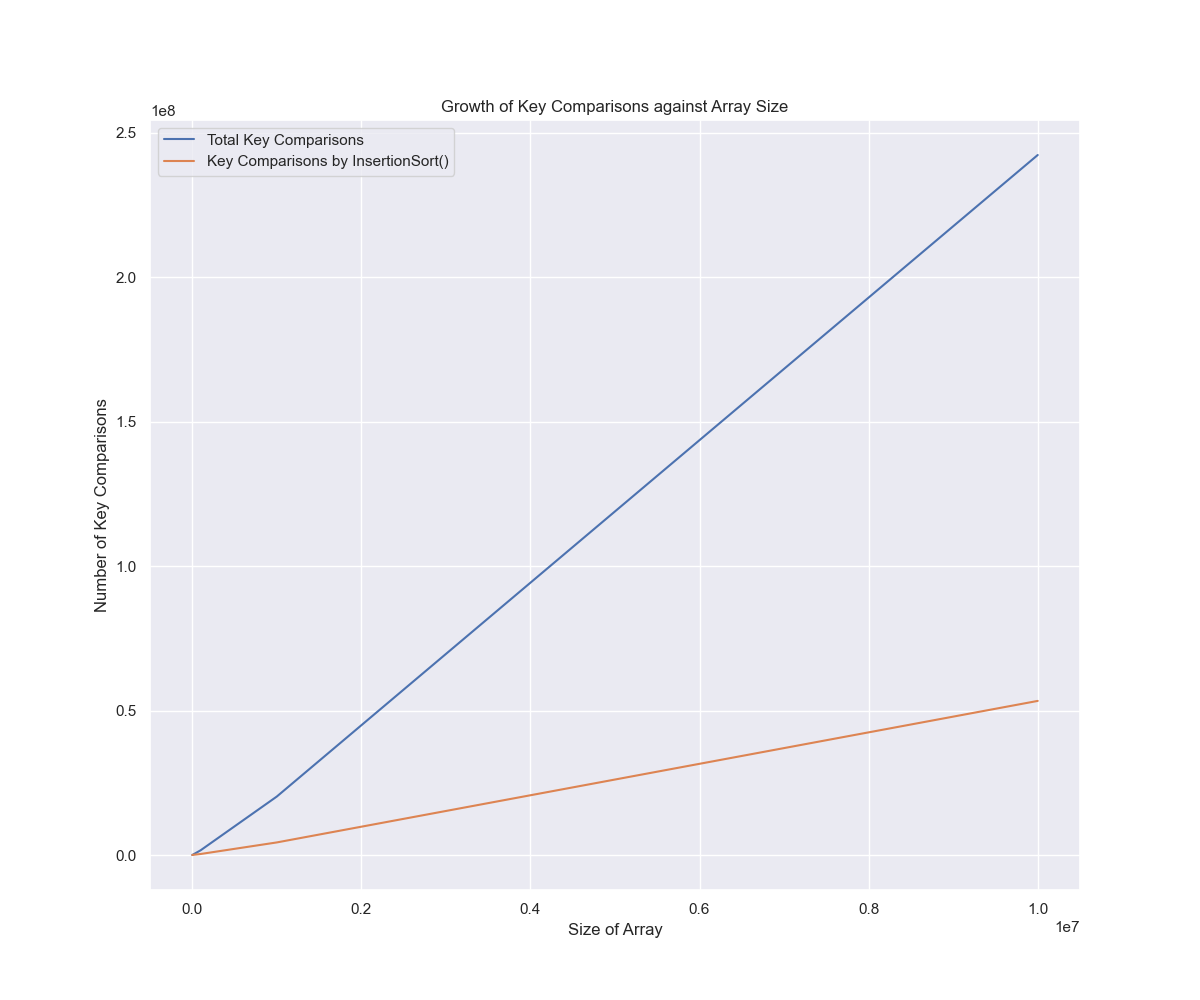 Growth of Key Comparisons against Array Size
1e8
Total Key Comparisons
Key Comparisons by InsertionSort()
2.5
2.0
1.5
1.0
0.5
0.0
Number of Key Comparisons
0.0 0.2 0.4 0.6 0.8 1.0
1e7
Size of Array